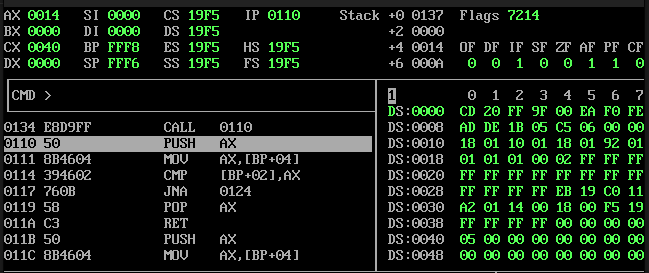 AX 0014 SI 0000 CS 19F5 IP 0110 Stack +0 0137 Flags 7214
BX 0000 DI 0000 DS 19F5 +2 0000
CX 0040 BP FFF8 ES 19F5 HS 19F5 +4 0014 OF DF IF SF ZF AF PF CF
DX 0000 SP FFF6 SS 19F5 FS 19F5 +6 000A 0 0 1 0 0 1 1 0
CMD > 1 0 1 2 3 4 5 6 7
DS:0000 CD 20 FF 9F 00 EA F0 FE
0134 E8D9FF CALL 0110 DS:0008 AD DE 1B 05 C5 06 00 00
0110 50 PUSH AX DS:0010 18 01 10 01 18 01 92 01
0111 8B4604 MOV AX,[BP+04] DS:0018 01 01 01 00 02 FF FF FF
0114 394602 CMP [BP+02],AX DS:0020 FF FF FF FF FF FF FF FF
0117 760B JNA 0124 DS:0028 FF FF FF FF EB 19 C0 11
0119 58 POP AX DS:0030 A2 01 14 00 18 00 F5 19
011A C3 RET DS:0038 FF FF FF FF 00 00 00 00
011B 50 PUSH AX DS:0040 05 00 00 00 00 00 00 00
011C 8B4604 MOV AX,[BP+04] DS:0048 00 00 00 00 00 00 00 00